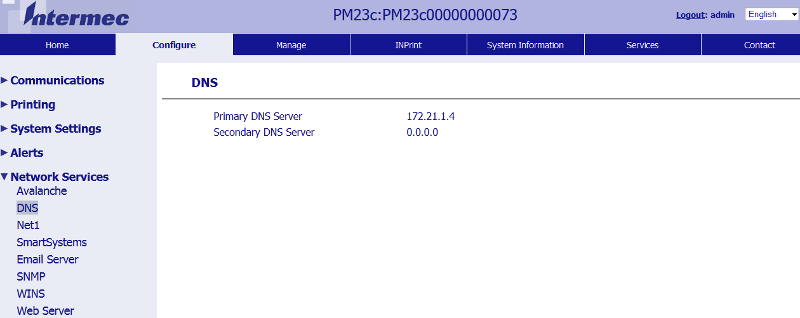 Intermec
PM23c:PM23c00000000073
Logout: admin
English
Home
Configure
Manage
INPrint
System Information
Services
Contact
Communications
Printing
System Settings
Alerts
Network Services
Avalanche
DNS
Net1
SmartSystems
Email Server
SNMP
WINS
Web Server
DNS
Primary DNS Server 172.21.1.4
Secondary DNS Server 0.0.0.0